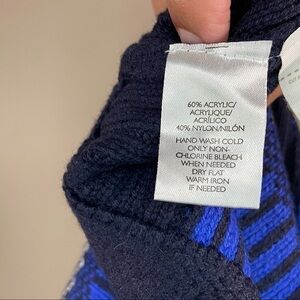 60% ACRYLIC/
ACRYLIQUE/
ACRÍLICO
40% NYLON/NILÓN
HAND WASH COLD
ONLY NON-
CHLORINE BLEACH
WHEN NEEDED
DRY FLAT
WARM IRON
IF NEEDED